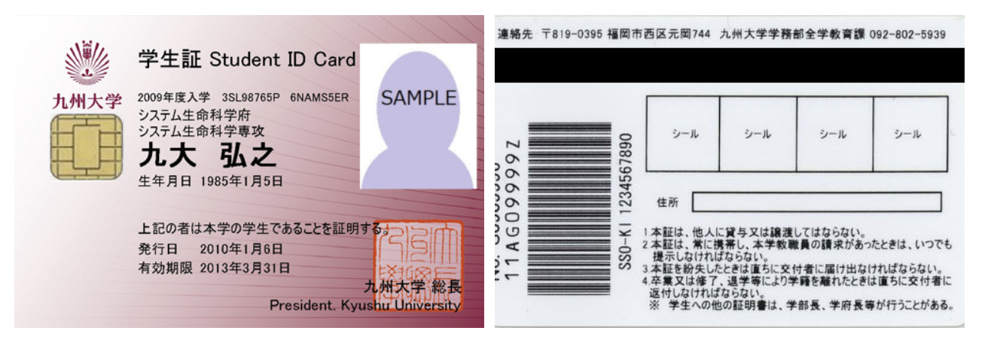 学生証 Student ID Card
九州大学
2009年度入学 3SL98765P 6NAMS5ER
システム生命科学府
システム生命科学専攻
九大 弘之
生年月日 1985年1月5日
SAMPLE
上記の者は本学の学生であることを証明する。
発行日 2010年1月6日
有効期限 2013年3月31日
九州大学 総長
President. Kyushu University
連絡先 〒819-0395 福岡市西区元岡744 九州大学学務部全学教育課 092-802-5939
11AG099999Z
SSO-KI 1234567890
シール シール シール シール
住所
1.本証は、他人に貸与又は譲渡してはならない。
2.本証は、常に携帯し、本学教職員の請求があったときは、いつでも
提示しなければならない。
3.本証を紛失したときは直ちに交付者に届け出なければならない。
4.卒業又は修了、退学等により学籍を離れたときは直ちに交付者に
返付しなければならない。
※ 学生への他の証明書は、学部長、学府長等が行うことがある。